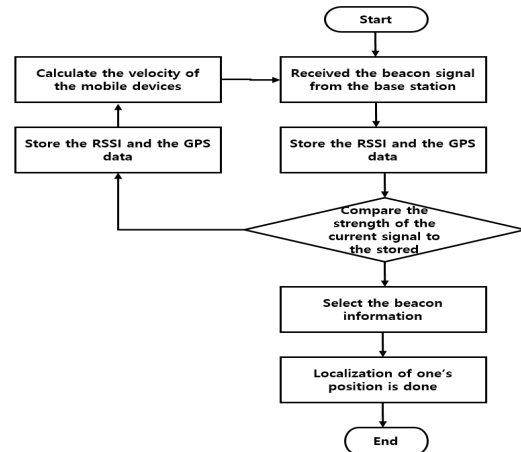 Start
Calculate the velocity of
the mobile devices
Received the beacon signal
from the base station
Store the RSSI and the GPS
data
Store the RSSI and the GPS
data
Compare the
strength of the
current signal to
the stored
Select the beacon
information
Localization of one's
position is done
End